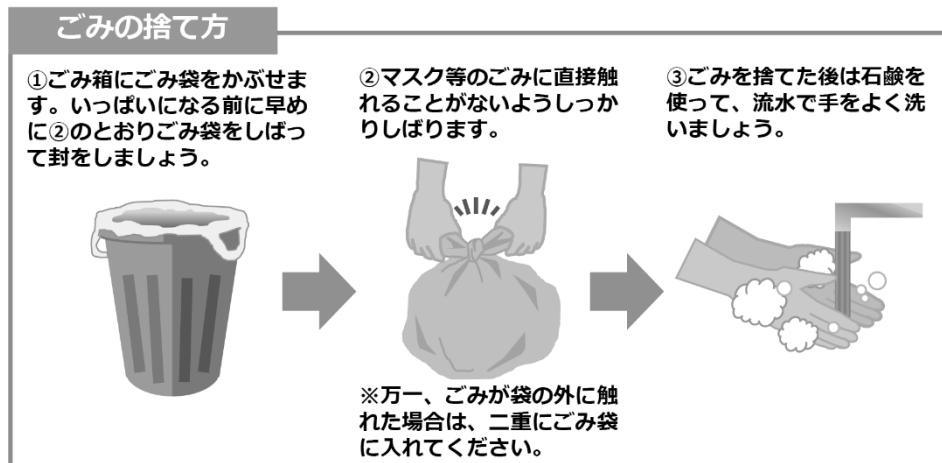 ごみの捨て方
①ごみ箱にごみ袋をかぶせま
す。いっぱいになる前に早め
に②のとおりごみ袋をしばっ
て封をしましょう。
②マスク等のごみに直接触
れることがないようしっか
りしばります。
※万一、ごみが袋の外に触
れた場合は、二重にごみ袋
に入れてください。
③ごみを捨てた後は石鹸を
使って、流水で手をよく洗
いましょう。